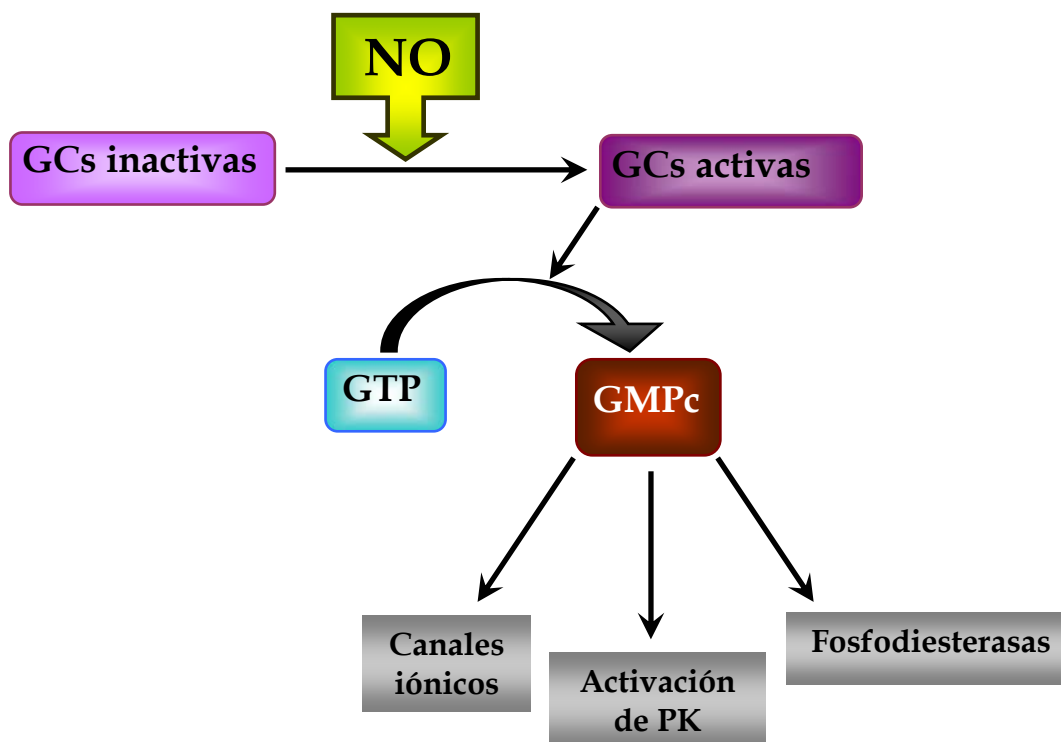 NO
GCs inactivas
GCs activas
GTP
GMPc
Canales
iónicos
Activación
de PK
Fosfodiesterasas